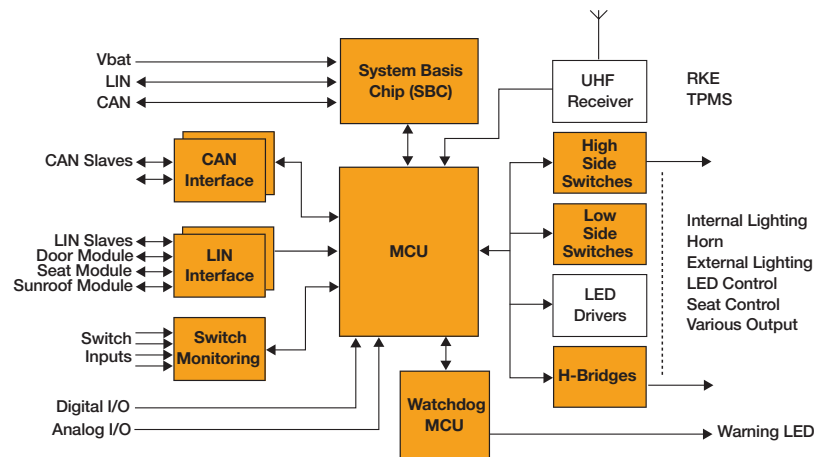 Vbat
LIN
CAN
System Basis
Chip (SBC)
UHF
Receiver
RKE
TPMS
CAN Slaves
CAN
Interface
High
Side
Switches
LIN Slaves
Door Module
Seat Module
Sunroof Module
LIN
Interface
MCU
Low
Side
Switches
Internal Lighting
Horn
External Lighting
LED Control
Seat Control
Various Output
LED
Drivers
Switch
Inputs
Switch
Monitoring
H-Bridges
Digital I/O
Analog I/O
Watchdog
MCU
Warning LED